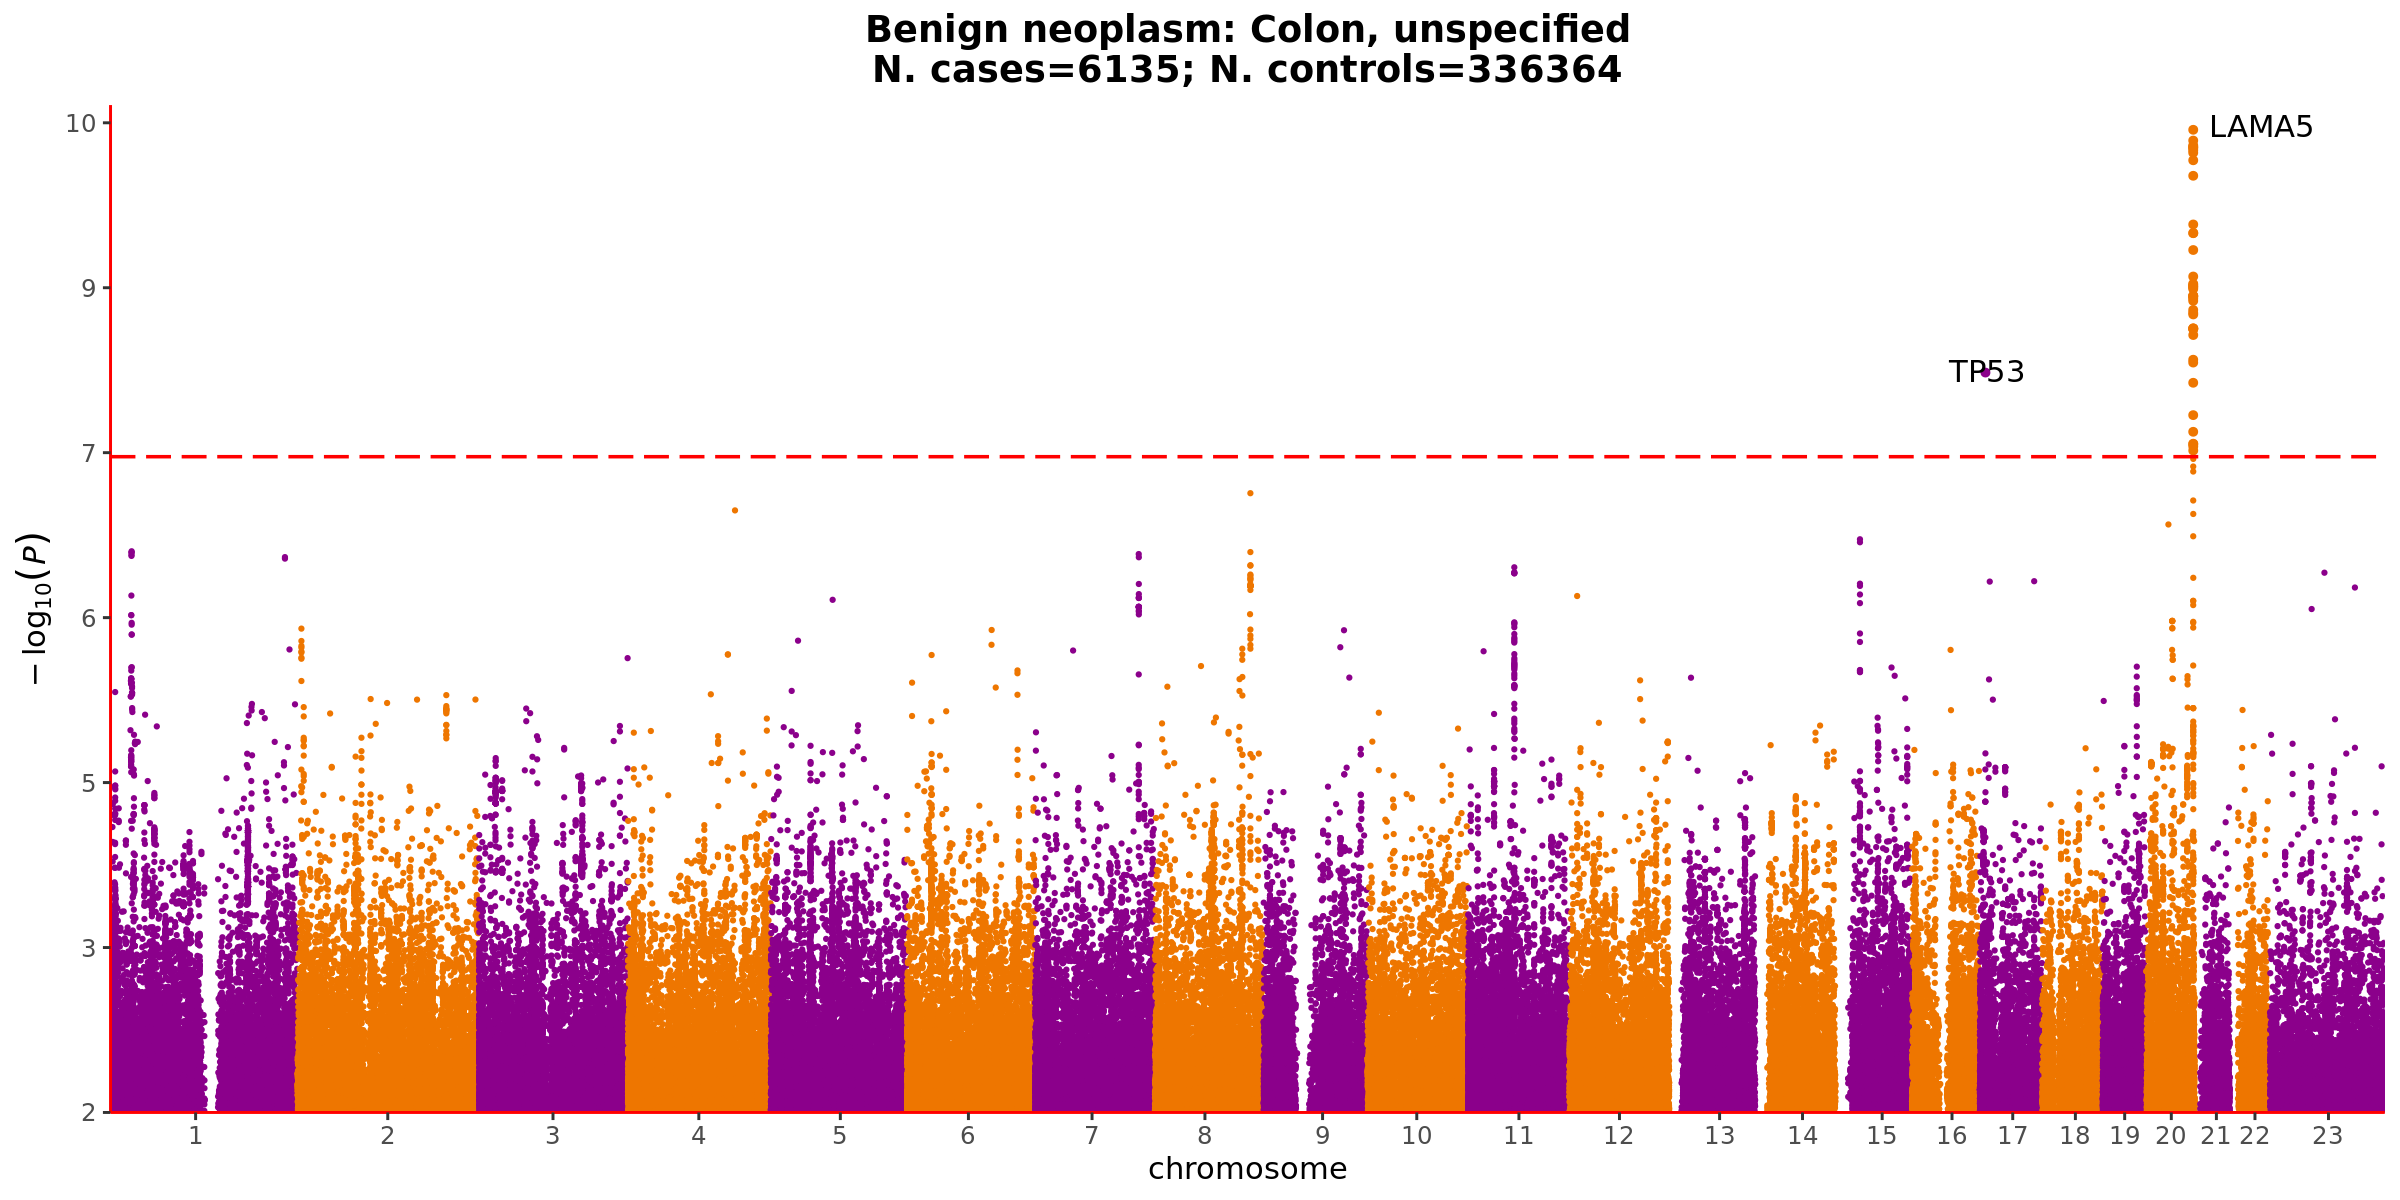 Benign neoplasm: Colon, unspecified
N. cases=6135; N. controls=336364
10
LAMA5
9
TP53
7
6
5
3
2
− log₁₀(P)
1 2 3 4 5 6 7 8 9 10 11 12 13 14 15 16 17 18 19 20 21 22 23
chromosome